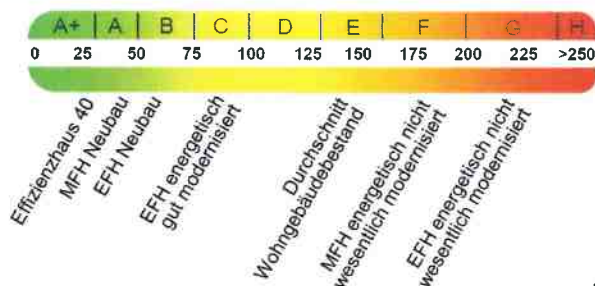 A+ A B C D E F G H
0 25 50 75 100 125 150 175 200 225 >250
Effizienzhaus 40
MFH Neubau
EFH Neubau
EFH energetisch
gut modernisiert
Durchschnitt
Wohngebäudebestand
MFH energetisch nicht
wesentlich modernisiert
EFH energetisch nicht
wesentlich modernisiert